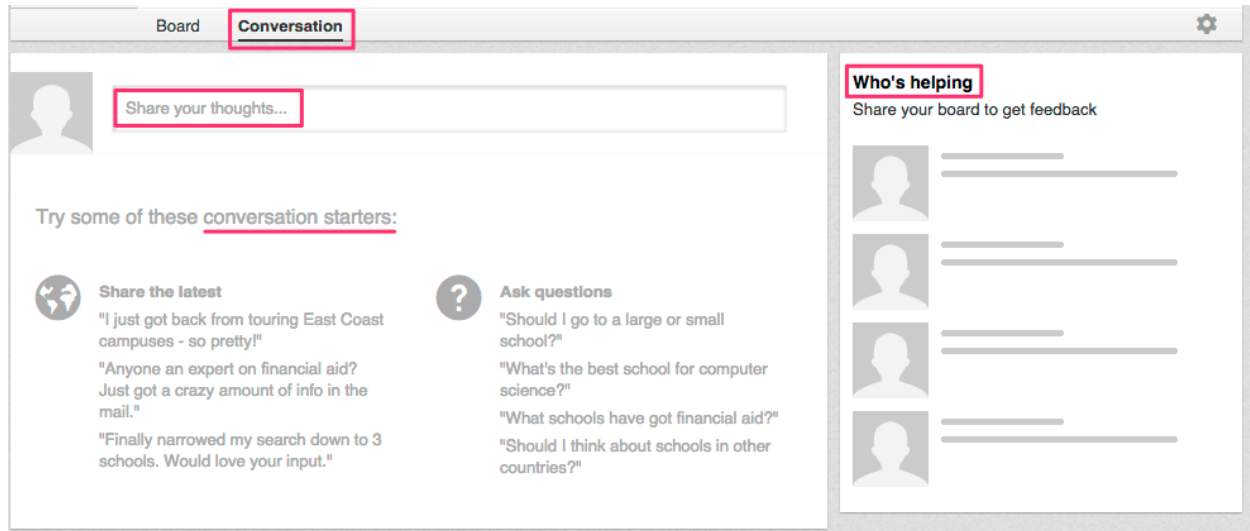 Board Conversation
Share your thoughts...
Try some of these conversation starters:
Share the latest
"I just got back from touring East Coast
campuses - so pretty!"
"Anyone an expert on financial aid?
Just got a crazy amount of info in the
mail."
"Finally narrowed my search down to 3
schools. Would love your input."
Ask questions
"Should I go to a large or small
school?"
"What's the best school for computer
science?"
"What schools have got financial aid?"
"Should I think about schools in other
countries?"
Who's helping
Share your board to get feedback